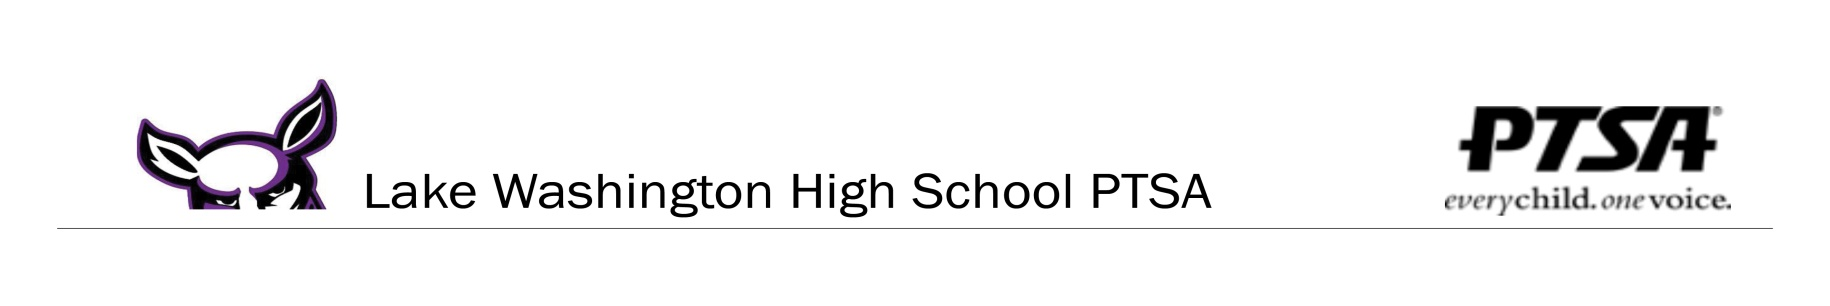 Lake Washington High School PTSA
PTSA®
everychild.onevoice.